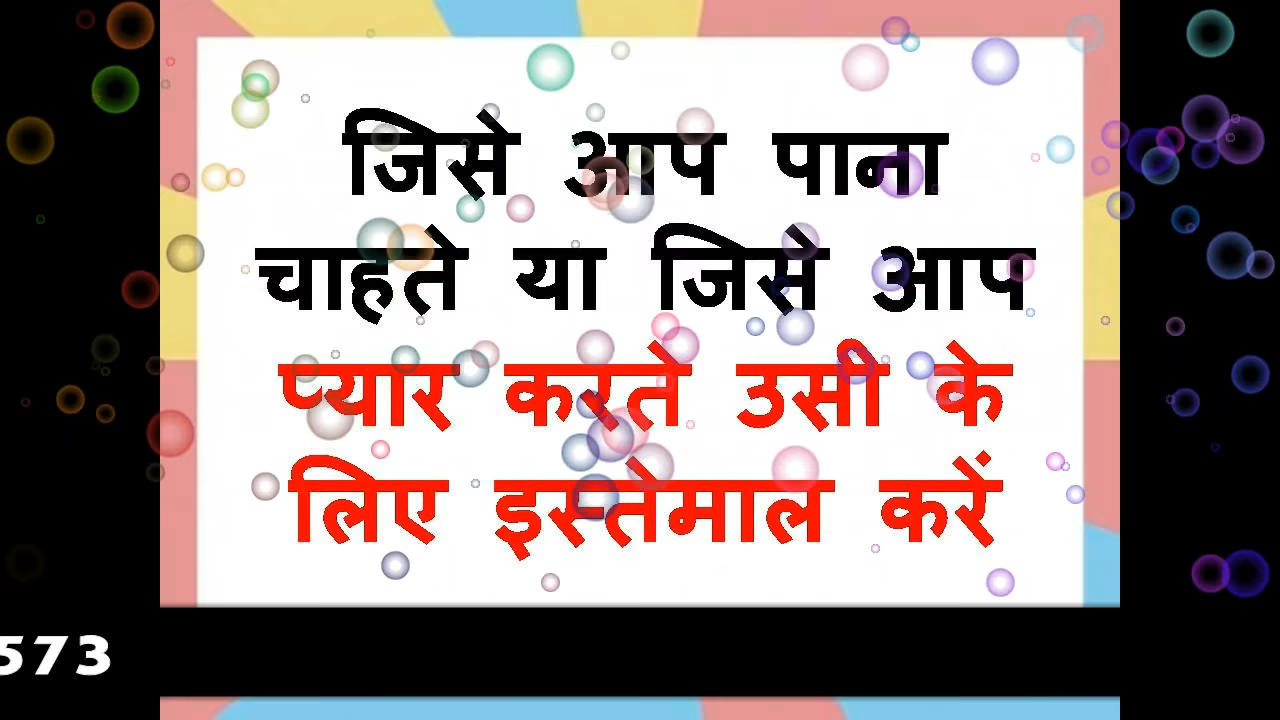 जिसे आप पाना
चाहते या जिसे आप
प्यार करते उसी के
लिए इस्तेमाल करें
573